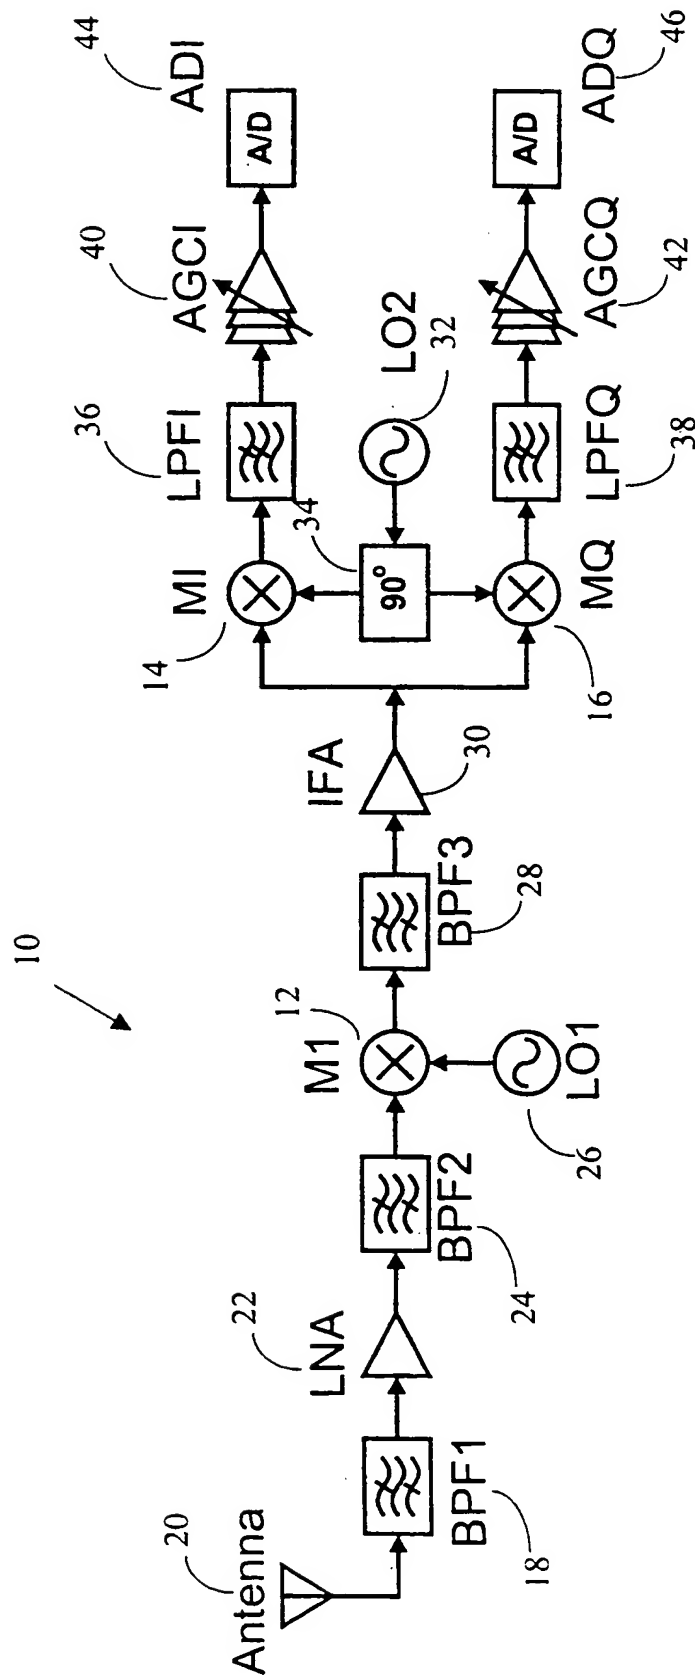 10
44
ADI
A/D
40
AGCI
36
LPFI
MI
14
34
90°
LO2
32
A/D
ADQ
46
AGCQ
42
LPFQ
38
MQ
16
IFA
30
BPF3
28
12
M1
LO1
26
BPF2
24
22
LNA
BPF1
18
20
Antenna